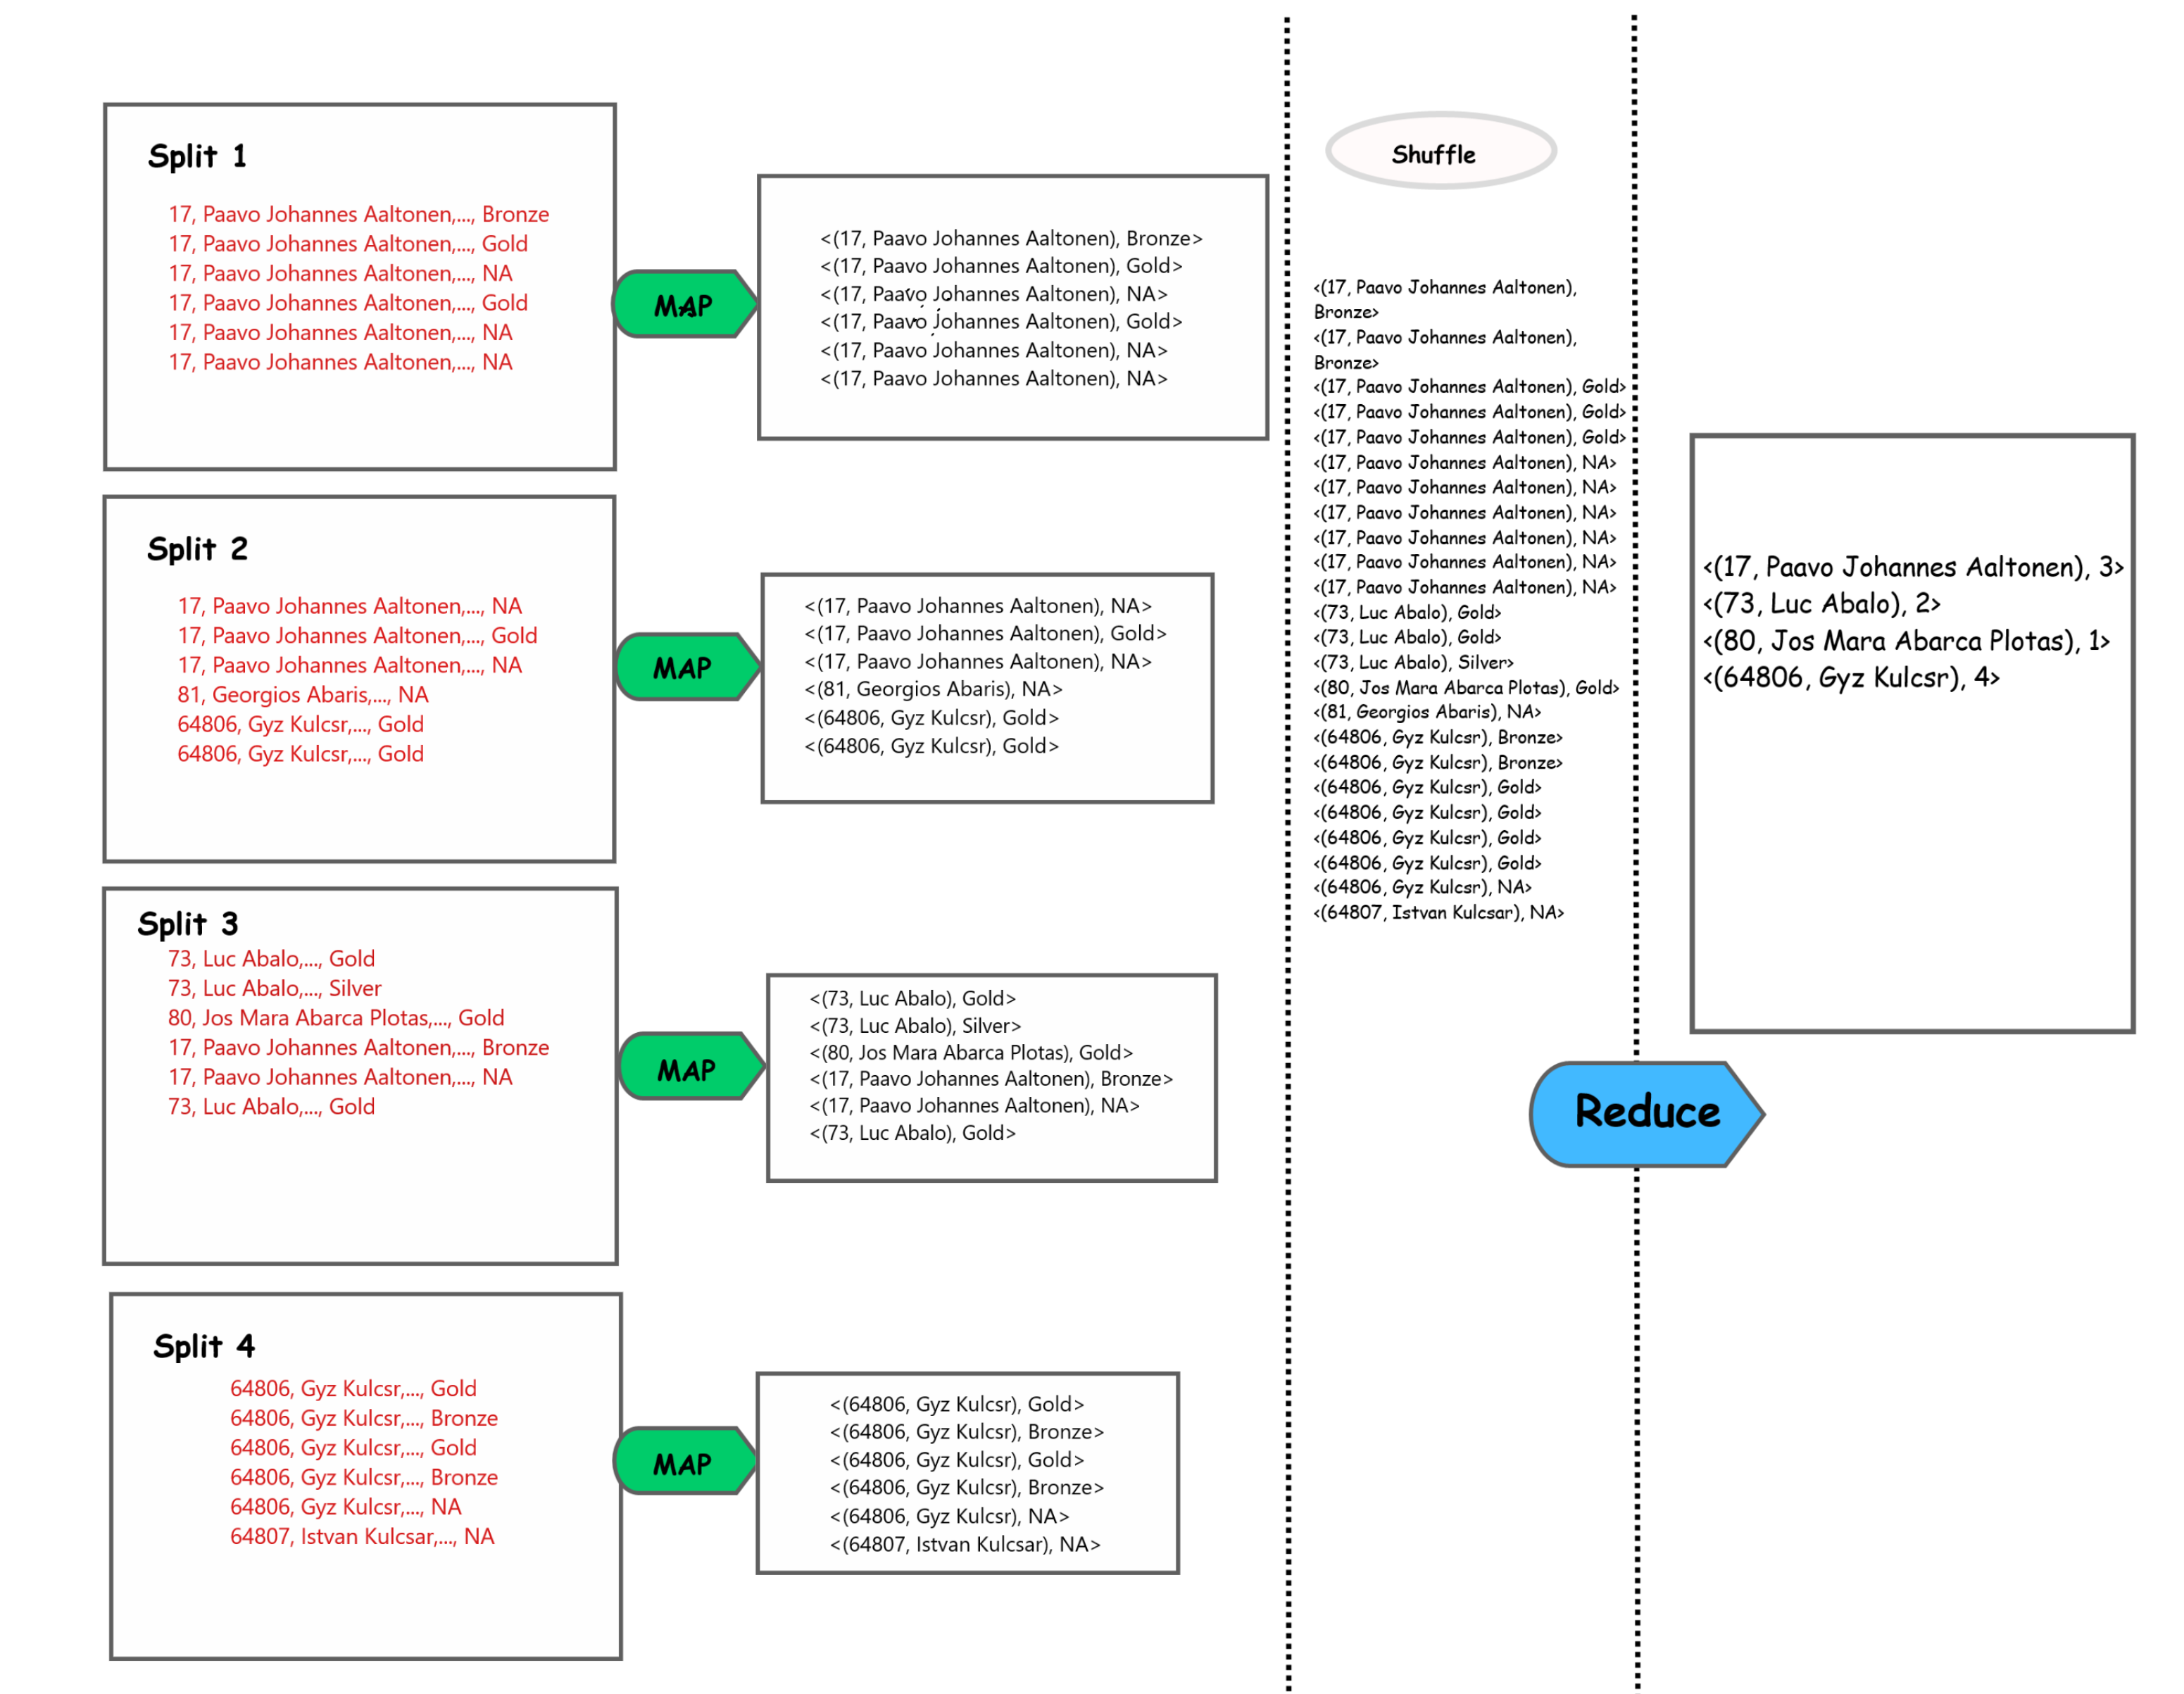 Split 1
17, Paavo Johannes Aaltonen,..., Bronze
17, Paavo Johannes Aaltonen,..., Gold
17, Paavo Johannes Aaltonen,..., NA
17, Paavo Johannes Aaltonen,..., Gold
17, Paavo Johannes Aaltonen,..., NA
17, Paavo Johannes Aaltonen,..., NA
MAP
<(17, Paavo Johannes Aaltonen), Bronze>
<(17, Paavo Johannes Aaltonen), Gold>
<(17, Paavo Johannes Aaltonen), NA>
<(17, Paavo Johannes Aaltonen), Gold>
<(17, Paavo Johannes Aaltonen), NA>
<(17, Paavo Johannes Aaltonen), NA>
Split 2
17, Paavo Johannes Aaltonen,..., NA
17, Paavo Johannes Aaltonen,..., Gold
17, Paavo Johannes Aaltonen,..., NA
81, Georgios Abaris,..., NA
64806, Gyz Kulcsr,..., Gold
64806, Gyz Kulcsr,..., Gold
MAP
<(17, Paavo Johannes Aaltonen), NA>
<(17, Paavo Johannes Aaltonen), Gold>
<(17, Paavo Johannes Aaltonen), NA>
<(81, Georgios Abaris), NA>
<(64806, Gyz Kulcsr), Gold>
<(64806, Gyz Kulcsr), Gold>
Split 3
73, Luc Abalo,..., Gold
73, Luc Abalo,..., Silver
80, Jos Mara Abarca Plotas,..., Gold
17, Paavo Johannes Aaltonen,..., Bronze
17, Paavo Johannes Aaltonen,..., NA
73, Luc Abalo,..., Gold
MAP
<(73, Luc Abalo), Gold>
<(73, Luc Abalo), Silver>
<(80, Jos Mara Abarca Plotas), Gold>
<(17, Paavo Johannes Aaltonen), Bronze>
<(17, Paavo Johannes Aaltonen), NA>
<(73, Luc Abalo), Gold>
Split 4
64806, Gyz Kulcsr,..., Gold
64806, Gyz Kulcsr,..., Bronze
64806, Gyz Kulcsr,..., Gold
64806, Gyz Kulcsr,..., Bronze
64806, Gyz Kulcsr,..., NA
64807, Istvan Kulcsar,..., NA
MAP
<(64806, Gyz Kulcsr), Gold>
<(64806, Gyz Kulcsr), Bronze>
<(64806, Gyz Kulcsr), Gold>
<(64806, Gyz Kulcsr), Bronze>
<(64806, Gyz Kulcsr), NA>
<(64807, Istvan Kulcsar), NA>
Shuffle
<(17, Paavo Johannes Aaltonen),
Bronze>
<(17, Paavo Johannes Aaltonen),
Bronze>
<(17, Paavo Johannes Aaltonen), Gold>
<(17, Paavo Johannes Aaltonen), Gold>
<(17, Paavo Johannes Aaltonen), Gold>
<(17, Paavo Johannes Aaltonen), NA>
<(17, Paavo Johannes Aaltonen), NA>
<(17, Paavo Johannes Aaltonen), NA>
<(17, Paavo Johannes Aaltonen), NA>
<(17, Paavo Johannes Aaltonen), NA>
<(17, Paavo Johannes Aaltonen), NA>
<(73, Luc Abalo), Gold>
<(73, Luc Abalo), Gold>
<(73, Luc Abalo), Silver>
<(80, Jos Mara Abarca Plotas), Gold>
<(81, Georgios Abaris), NA>
<(64806, Gyz Kulcsr), Bronze>
<(64806, Gyz Kulcsr), Bronze>
<(64806, Gyz Kulcsr), Gold>
<(64806, Gyz Kulcsr), Gold>
<(64806, Gyz Kulcsr), Gold>
<(64806, Gyz Kulcsr), Gold>
<(64806, Gyz Kulcsr), NA>
<(64807, Istvan Kulcsar), NA>
Reduce
<(17, Paavo Johannes Aaltonen), 3>
<(73, Luc Abalo), 2>
<(80, Jos Mara Abarca Plotas), 1>
<(64806, Gyz Kulcsr), 4>